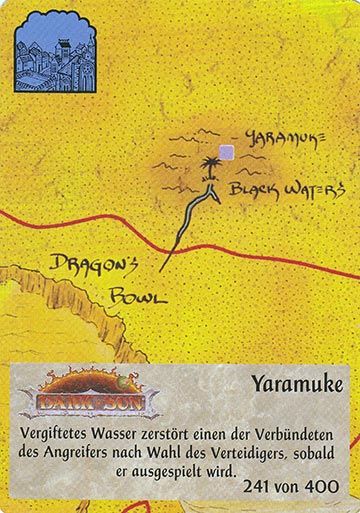 YARAMUKE
BLACK WATERS
DRAGON'S
BOWL
DARK SUN
Yaramuke
Vergiftetes Wasser zerstört einen der Verbündeten
des Angreifers nach Wahl des Verteidigers, sobald
er ausgespielt wird.
241 von 400